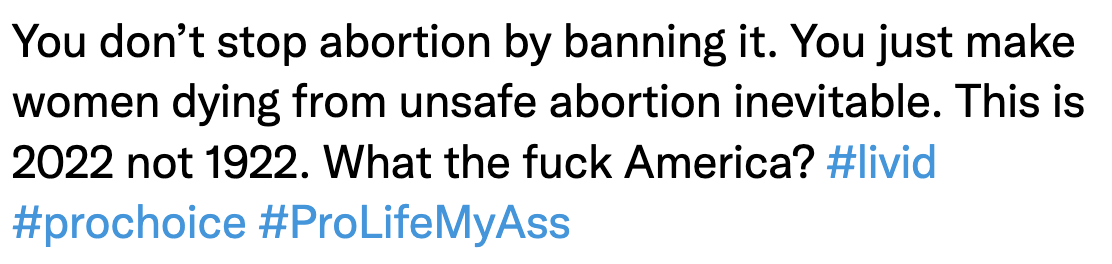 You don’t stop abortion by banning it. You just make
women dying from unsafe abortion inevitable. This is
2022 not 1922. What the fuck America? #livid
#prochoice #ProLifeMyAss